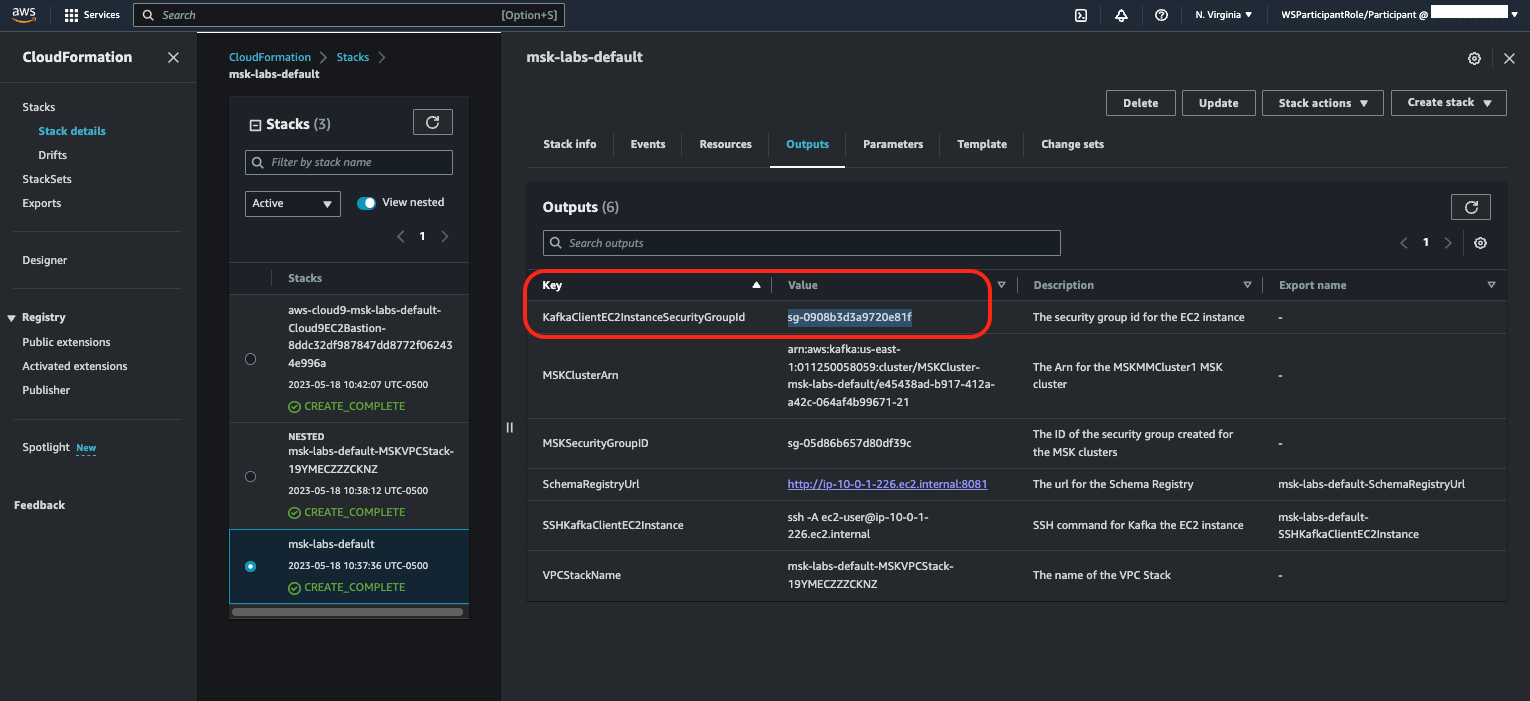 aws
Services
Search
[Option+S]
N. Virginia
WSParticipantRole/Participant @
CloudFormation
Stacks
Stack details
Drifts
StackSets
Exports
Designer
Registry
Public extensions
Activated extensions
Publisher
Spotlight New
Feedback
CloudFormation
Stacks
msk-labs-default
Stacks (3)
Filter by stack name
Active
View nested
1
Stacks
aws-cloud9-msk-labs-default-
Cloud9EC2Bastion-
8ddc32df987847dd8772f06243
4e996a
2023-05-18 10:42:07 UTC-0500
CREATE_COMPLETE
NESTED
msk-labs-default-MSKVPCStack-
19YMECZZZCKNZ
2023-05-18 10:38:12 UTC-0500
CREATE_COMPLETE
msk-labs-default
2023-05-18 10:37:36 UTC-0500
CREATE_COMPLETE
msk-labs-default
Delete
Update
Stack actions
Create stack
Stack info
Events
Resources
Outputs
Parameters
Template
Change sets
Outputs (6)
Search outputs
1
Key
Value
Description
Export name
KafkaClientEC2InstanceSecurityGroupId
sg-0908b3d3a9720e81f
The security group id for the EC2 instance
-
MSKClusterArn
arn:aws:kafka:us-east-
1:011250058059:cluster/MSKCluster-
msk-labs-default/e45438ad-b917-412a-
a42c-064af4b99671-21
The Arn for the MSKMMCluster1 MSK
cluster
-
MSKSecurityGroupID
sg-05d86b657d80df39c
The ID of the security group created for
the MSK clusters
-
SchemaRegistryUrl
http://ip-10-0-1-226.ec2.internal:8081
The url for the Schema Registry
msk-labs-default-SchemaRegistryUrl
SSHKafkaClientEC2Instance
ssh -A ec2-user@ip-10-0-1-
226.ec2.internal
SSH command for Kafka the EC2 instance
msk-labs-default-
SSHKafkaClientEC2Instance
VPCStackName
msk-labs-default-MSKVPCStack-
19YMECZZZCKNZ
The name of the VPC Stack
-